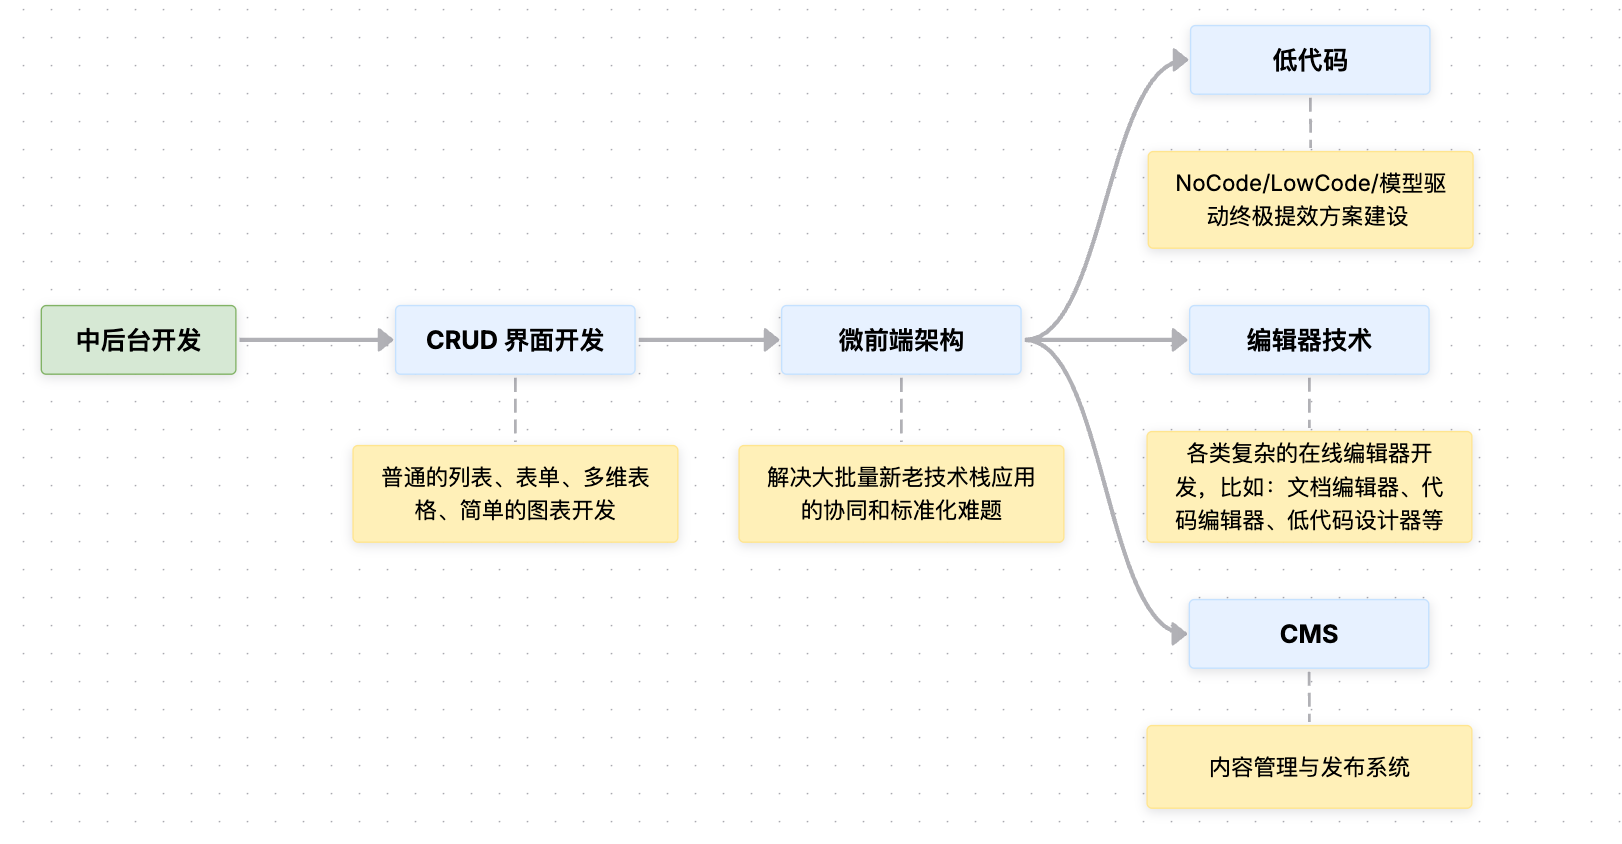 低代码
NoCode/LowCode/模型驱
动终极提效方案建设
中后台开发
CRUD 界面开发
微前端架构
编辑器技术
普通的列表、表单、多维表
格、简单的图表开发
解决大批量新老技术栈应用
的协同和标准化难题
各类复杂的在线编辑器开
发，比如：文档编辑器、代
码编辑器、低代码设计器等
CMS
内容管理与发布系统